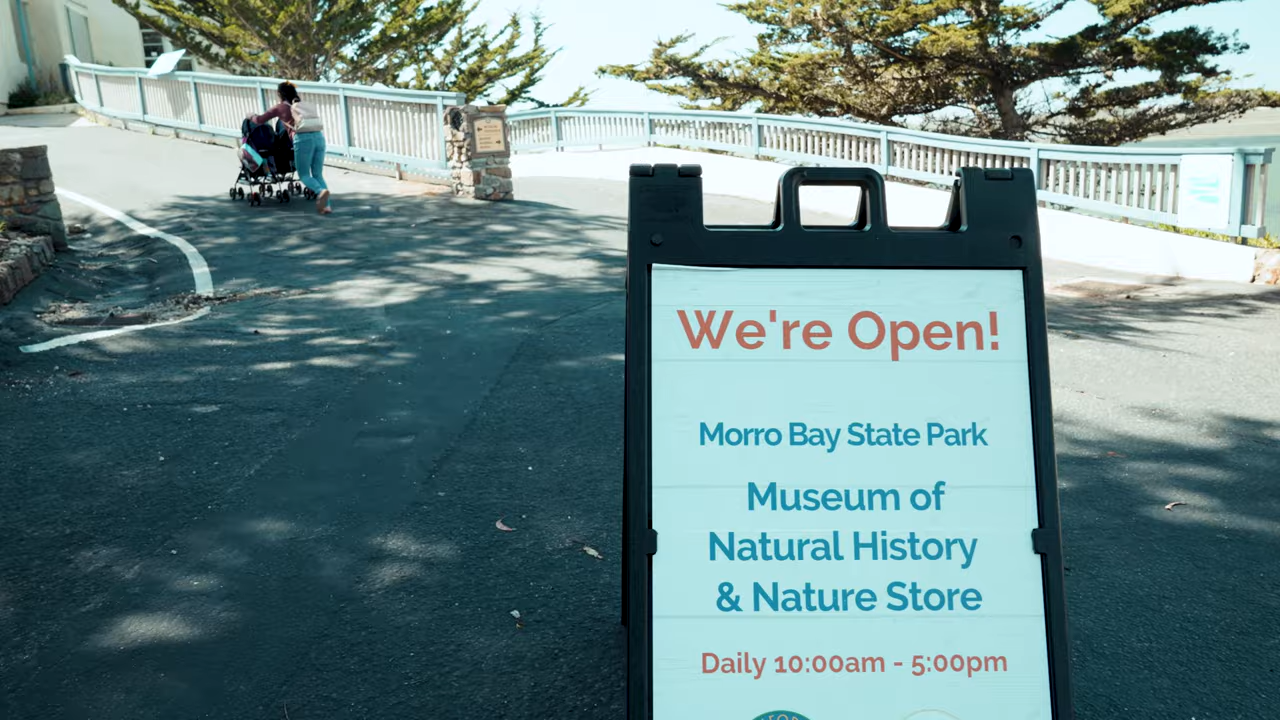 We're Open!
Morro Bay State Park
Museum of
Natural History
& Nature Store
Daily 10:00am - 5:00pm